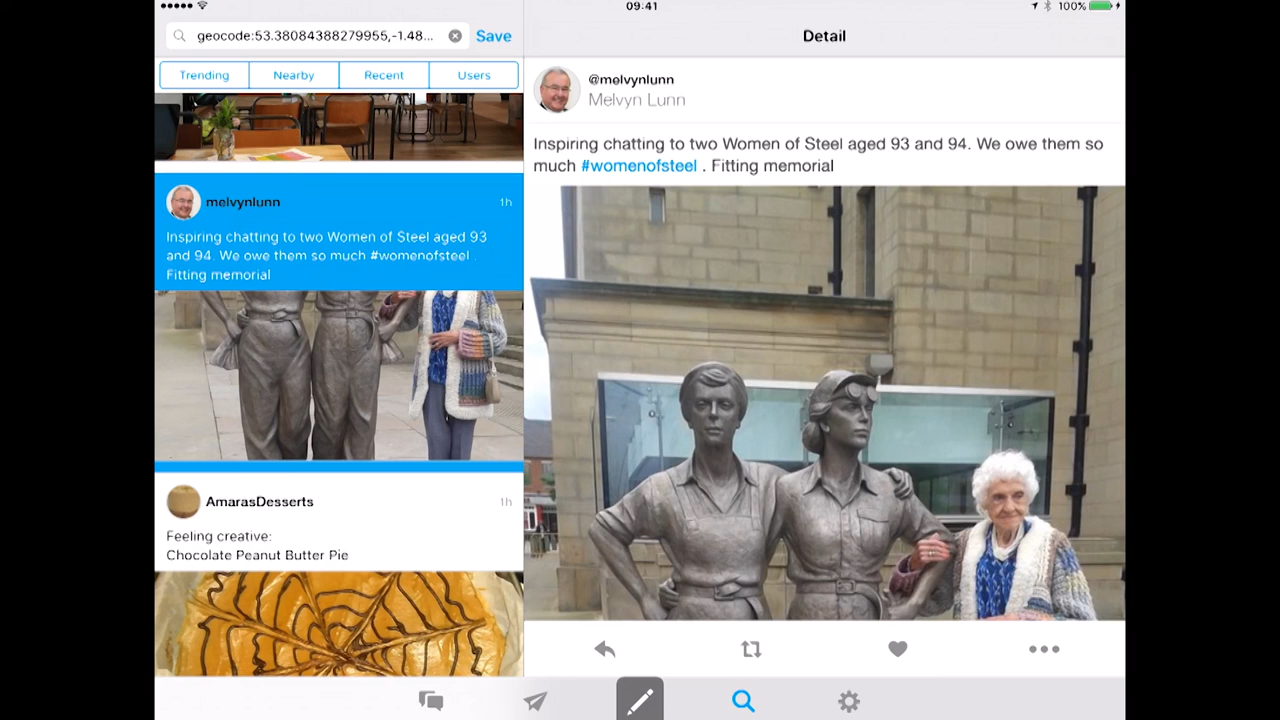 09:41
100%
geocode:53.38084388279955,-1.48...
Save
Trending
Nearby
Recent
Users
melvynlunn
1h
Inspiring chatting to two Women of Steel aged 93
and 94. We owe them so much #womenofsteel .
Fitting memorial
AmarasDesserts
1h
Feeling creative:
Chocolate Peanut Butter Pie
Detail
@melvynlunn
Melvyn Lunn
Inspiring chatting to two Women of Steel aged 93 and 94. We owe them so
much #womenofsteel . Fitting memorial